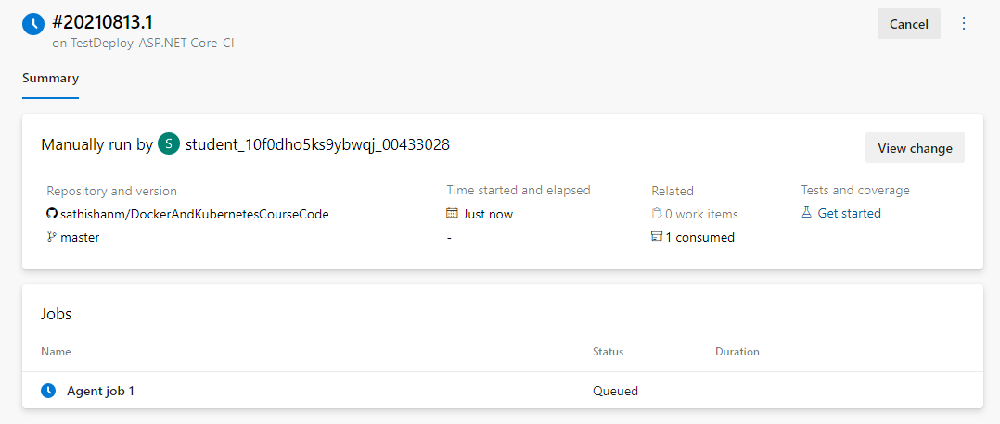 #20210813.1
on TestDeploy-ASP.NET Core-CI
Cancel
Summary
Manually run by S student_10f0dho5ks9ybwqj_00433028
View change
Repository and version
sathishanm/DockerAndKubernetesCourseCode
master
Time started and elapsed
Just now
-
Related
0 work items
1 consumed
Tests and coverage
Get started
Jobs
Name Status Duration
Agent job 1 Queued